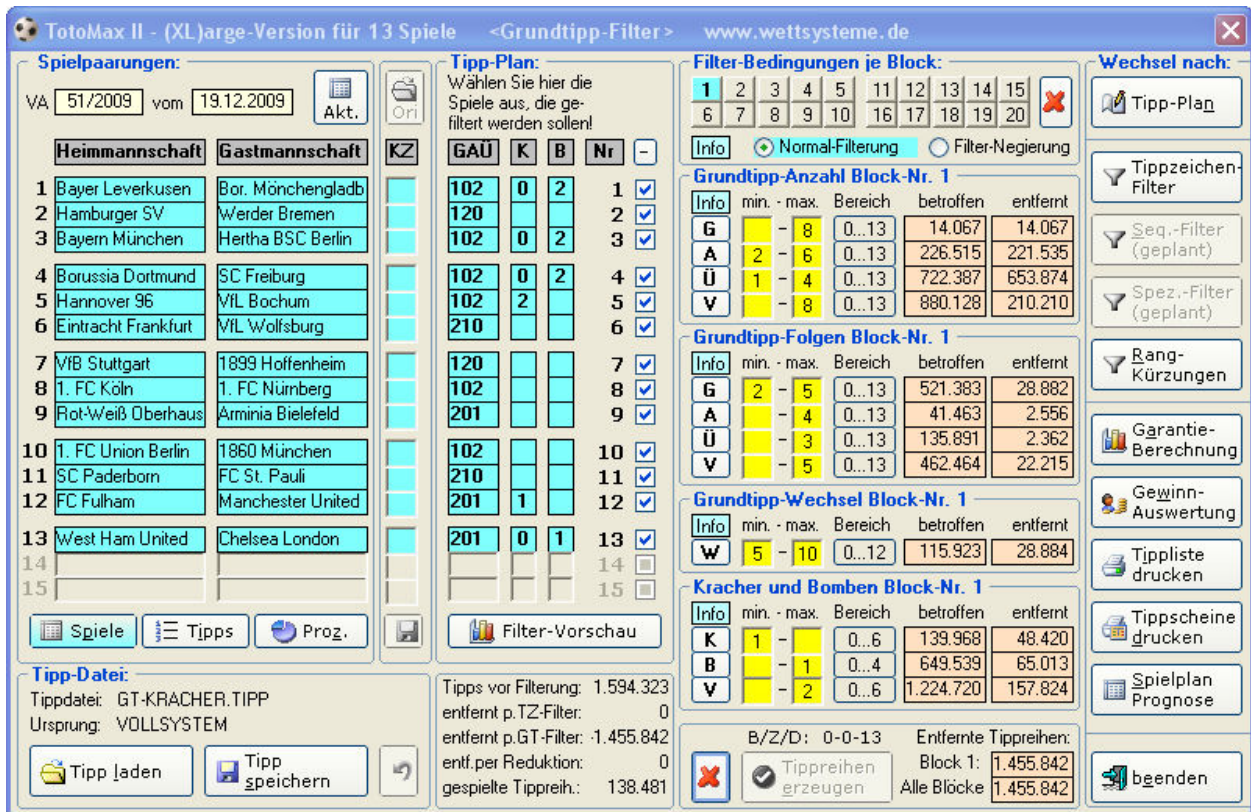 TotoMax II - (XL)arge-Version für 13 Spiele <Grundtipp-Filter> www.wettsysteme.de
Spielpaarungen:
VA 51/2009 vom 19.12.2009 Akt.
Ori
Heimmannschaft Gastmannschaft KZ
1 Bayer Leverkusen Bor. Mönchengladb
2 Hamburger SV Werder Bremen
3 Bayern München Hertha BSC Berlin
4 Borussia Dortmund SC Freiburg
5 Hannover 96 VfL Bochum
6 Eintracht Frankfurt VfL Wolfsburg
7 VfB Stuttgart 1899 Hoffenheim
8 1. FC Köln 1. FC Nürnberg
9 Rot-Weiß Oberhaus Arminia Bielefeld
10 1. FC Union Berlin 1860 München
11 SC Paderborn FC St. Pauli
12 FC Fulham Manchester United
13 West Ham United Chelsea London
14
15
Spiele Tipps Proz.
Tipp-Datei:
Tippdatei: GT-KRACHER.TIPP
Ursprung: VOLLSYSTEM
Tipp laden
Tipp
speichern
Tipp-Plan:
Wählen Sie hier die
Spiele aus, die ge-
filtert werden sollen!
GAÜ K B Nr -
102 0 2 1
120 2
102 0 2 3
102 0 2 4
102 2 5
210 6
120 7
102 8
201 9
102 10
210 11
201 1 12
201 0 1 13
14
15
Filter-Vorschau
Tipps vor Filterung: 1.594.323
entfernt p.TZ-Filter: 0
entfernt p.GT-Filter: -1.455.842
entf.per Reduktion: 0
gespielte Tippreih.: 138.481
Filter-Bedingungen je Block:
1 2 3 4 5 11 12 13 14 15
6 7 8 9 10 16 17 18 19 20
Info Normal-Filterung Filter-Negierung
Grundtipp-Anzahl Block-Nr. 1
Info min. - max. Bereich betroffen entfernt
G - 8 0...13 14.067 14.067
A 2 - 6 0...13 226.515 221.535
Ü 1 - 4 0...13 722.387 653.874
V - 8 0...13 880.128 210.210
Grundtipp-Folgen Block-Nr. 1
Info min. - max. Bereich betroffen entfernt
G 2 - 5 0...13 521.383 28.882
A - 4 0...13 41.463 2.556
Ü - 3 0...13 135.891 2.362
V - 5 0...13 462.464 22.215
Grundtipp-Wechsel Block-Nr. 1
Info min. - max. Bereich betroffen entfernt
W 5 - 10 0...12 115.923 28.884
Kracher und Bomben Block-Nr. 1
Info min. - max. Bereich betroffen entfernt
K 1 - 0...6 139.968 48.420
B - 1 0...4 649.539 65.013
V - 2 0...6 1.224.720 157.824
B/Z/D: 0-0-13 Entfernte Tippreihen:
Tippreihen
erzeugen
Block 1: 1.455.842
Alle Blöcke 1.455.842
Wechsel nach:
Tipp-Plan
Tippzeichen-
Filter
Seq.-Filter
(geplant)
Spez.-Filter
(geplant)
Rang-
Kürzungen
Garantie-
Berechnung
Gewinn-
Auswertung
Tippliste
drucken
Tippscheine
drucken
Spielplan
Prognose
beenden